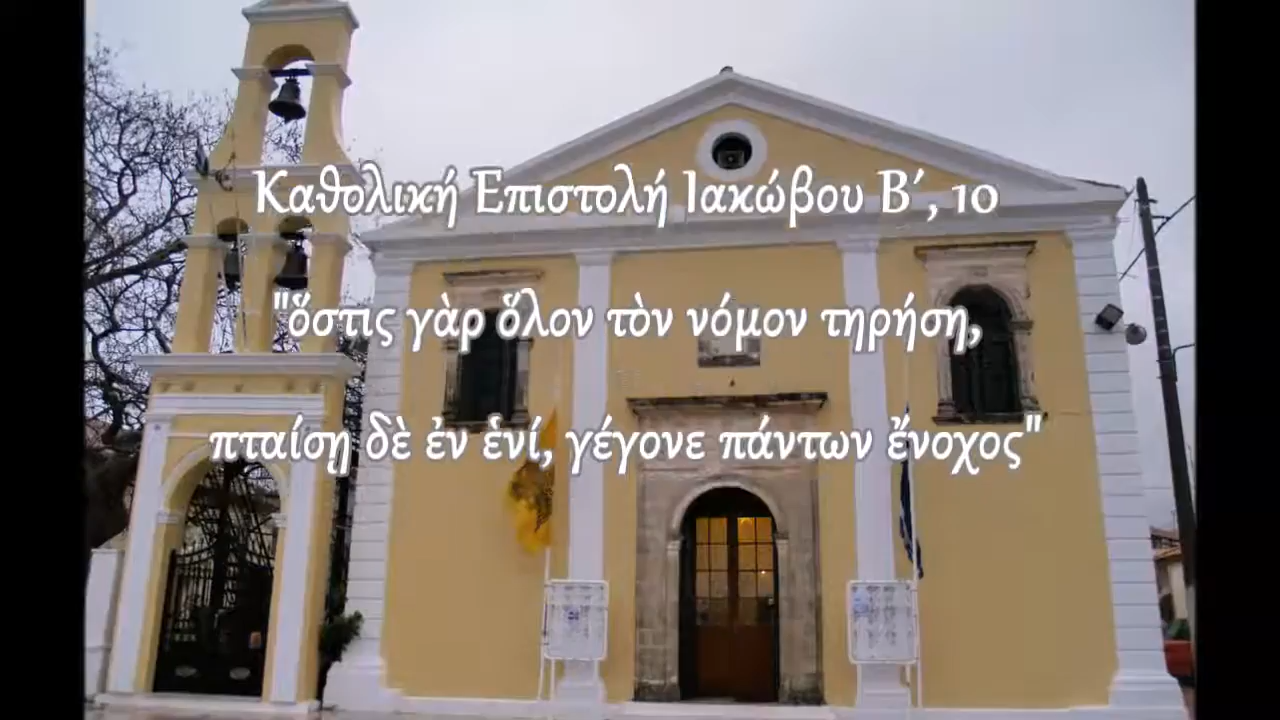 Καθολική Επιστολή Ιακώβου Β΄, 10
"ὅστις γὰρ ὅλον τὸν νόμον τηρήσῃ,
πταίσῃ δὲ ἐν ἑνί, γέγονε πάντων ἔνοχος"